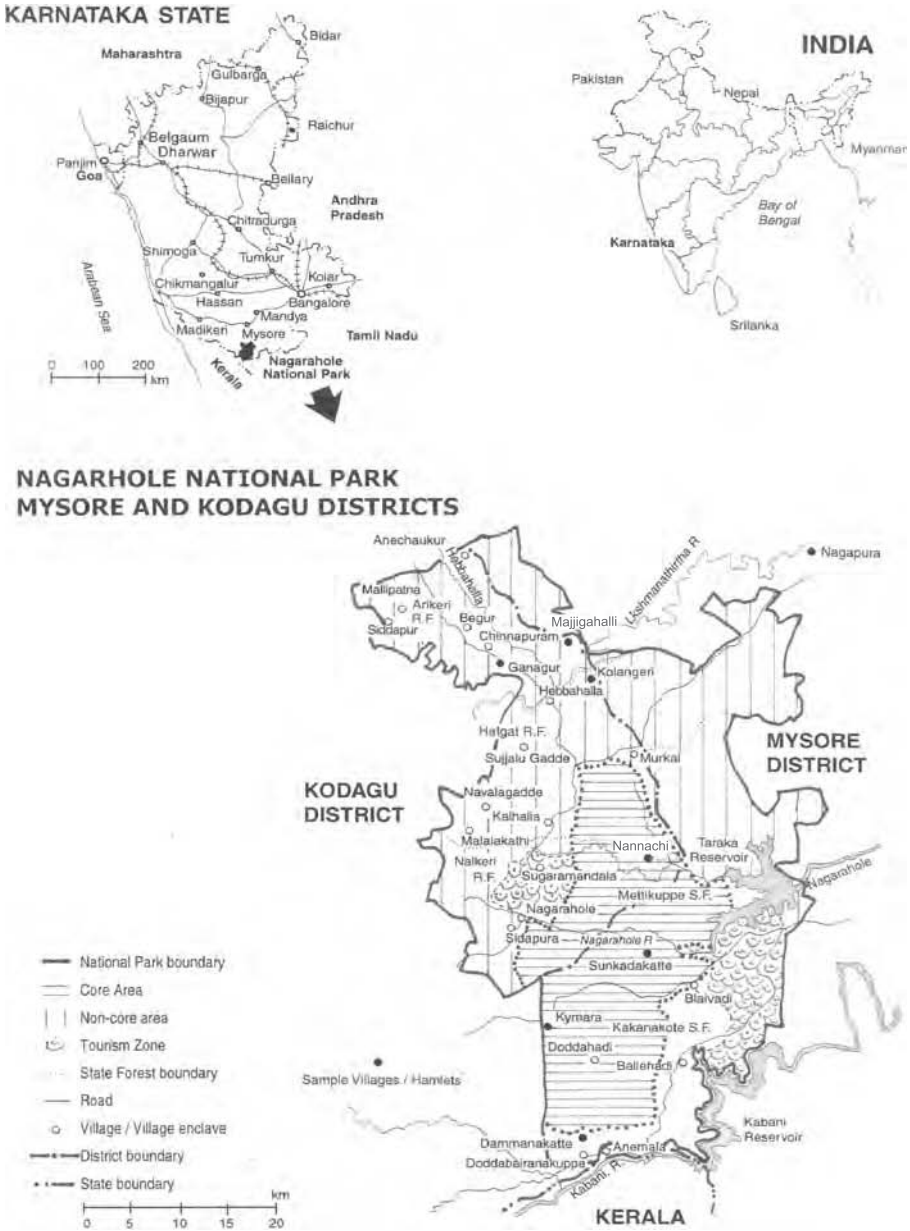 KARNATAKA STATE
Maharashtra
Bidar
Gulbarga
Bijapur
Raichur
Belgaum
Dharwar
Panjim
Goa
Bellary
Andhra
Pradesh
Chitradurga
Shimoga
Tumkur
Kolar
Chikmangalur
Hassan
Bangalore
Mandya
Madikeri
Mysore
Tamil Nadu
Arabean Sea
Kerala
Nagarahole
National Park
0 100 200
km
INDIA
Pakistan
Nepal
Myanmar
Bay of
Bengal
Karnataka
Srilanka
NAGARHOLE NATIONAL PARK
MYSORE AND KODAGU DISTRICTS
Anechaukur
Hebbahalla
Lkshmanathirtha R
Nagapura
Mallipatna
Arikeri
R.F.
Siddapur
Begur
Chinnapuram
Majjigahalli
Ganagur
Kolangeri
Hebbahalla
Hefgat R.F.
Sujjalu Gadde
Murkal
MYSORE
DISTRICT
KODAGU
DISTRICT
Navalagadde
Kalhalla
Malaiakathi
Nannachi
Taraka
Reservoir
Nalkeri
R.F.
Sugaramandala
Nagarahole
Mettikuppe S.F.
Nagarahole
Sidapura
Nagarahole R
Sunkadakatte
Blaivadi
Kymara
Kakanakote S.F.
Doddahadi
Ballehadi
Sample Villages / Hamlets
Kabani
Reservoir
Dammanakatte
Anemala
Doddabairanakuppe
Kabani, R.
KERALA
National Park boundary
Core Area
Non-core area
Tourism Zone
State Forest boundary
Road
Village / Village enclave
District boundary
State boundary
km
0 5 10 15 20